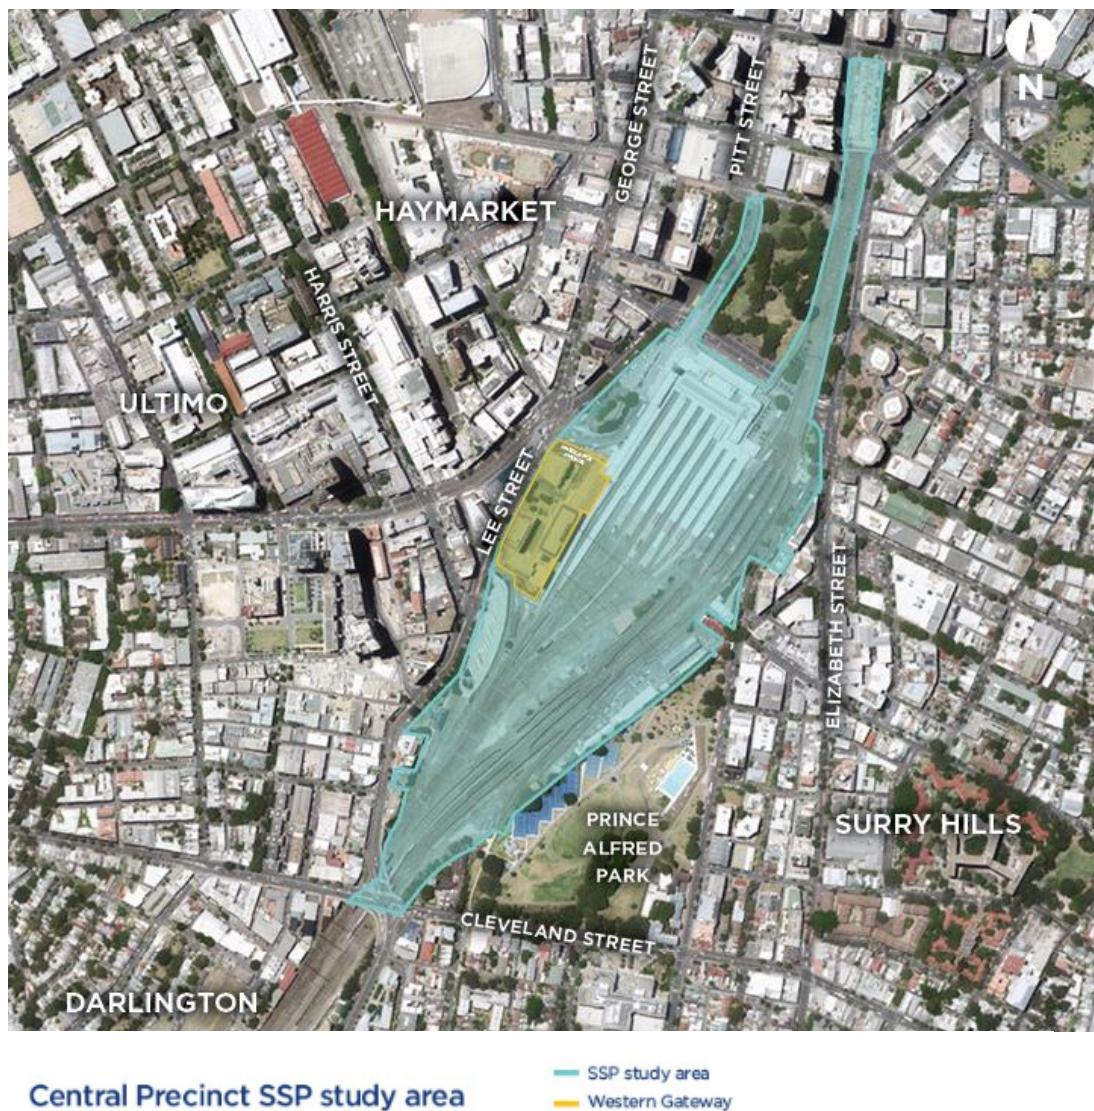 N
GEORGE STREET
PITT STREET
HAYMARKET
HARRIS STREET
ULTIMO
LEE STREET
ELIZABETH STREET
PRINCE
ALFRED
PARK
SURRY HILLS
CLEVELAND STREET
DARLINGTON
Central Precinct SSP study area
SSP study area
Western Gateway